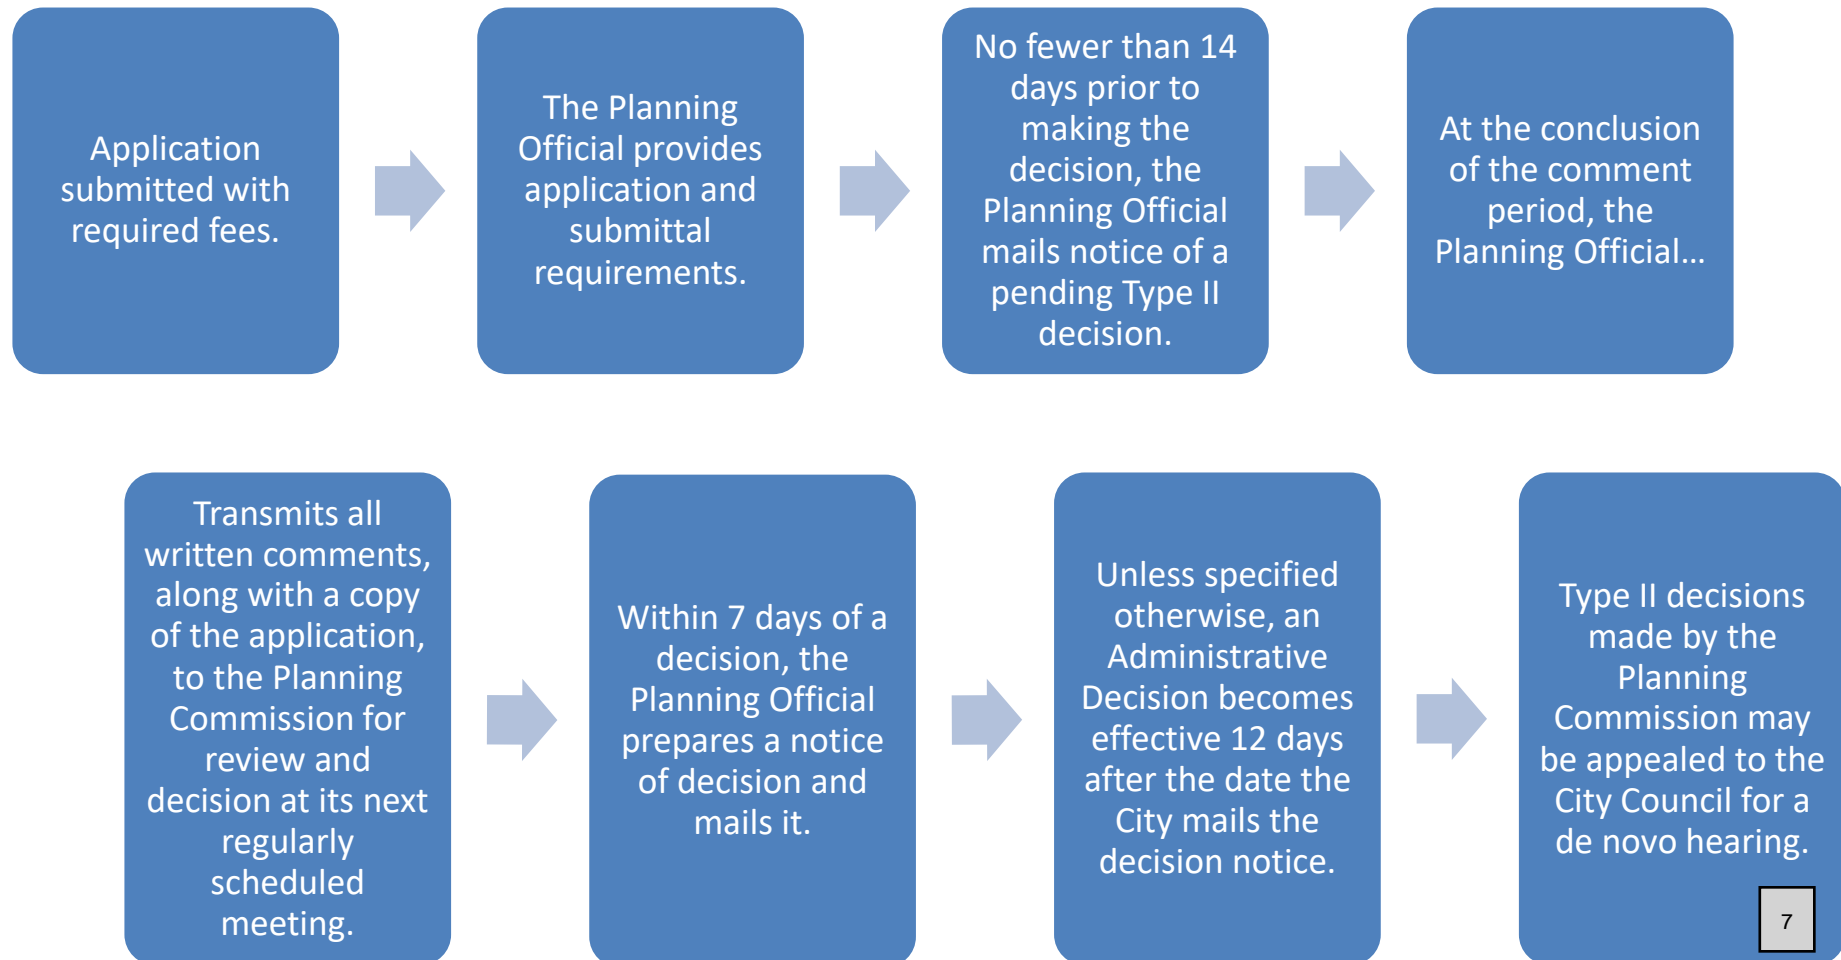 Application
submitted with
required fees.
The Planning
Official provides
application and
submittal
requirements.
No fewer than 14
days prior to
making the
decision, the
Planning Official
mails notice of a
pending Type II
decision.
At the conclusion
of the comment
period, the
Planning Official...
Transmits all
written comments,
along with a copy
of the application,
to the Planning
Commission for
review and
decision at its next
regularly
scheduled
meeting.
Within 7 days of a
decision, the
Planning Official
prepares a notice
of decision and
mails it.
Unless specified
otherwise, an
Administrative
Decision becomes
effective 12 days
after the date the
City mails the
decision notice.
Type II decisions
made by the
Planning
Commission may
be appealed to the
City Council for a
de novo hearing.
7